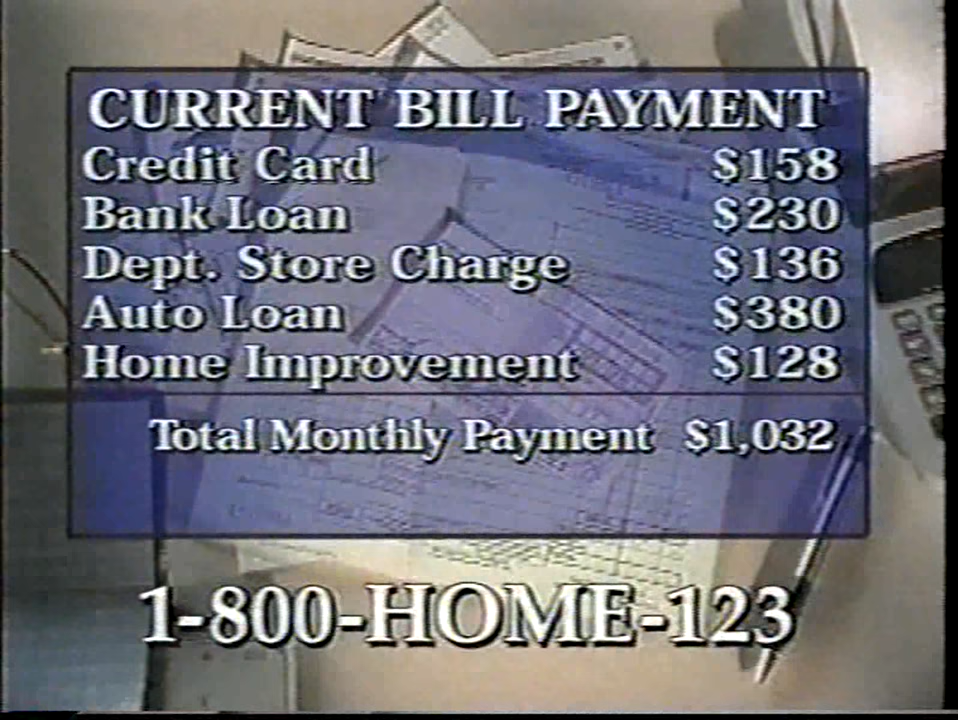 CURRENT BILL PAYMENT
Credit Card $158
Bank Loan $230
Dept. Store Charge $136
Auto Loan $380
Home Improvement $128
Total Monthly Payment $1,032
1-800-HOME-123